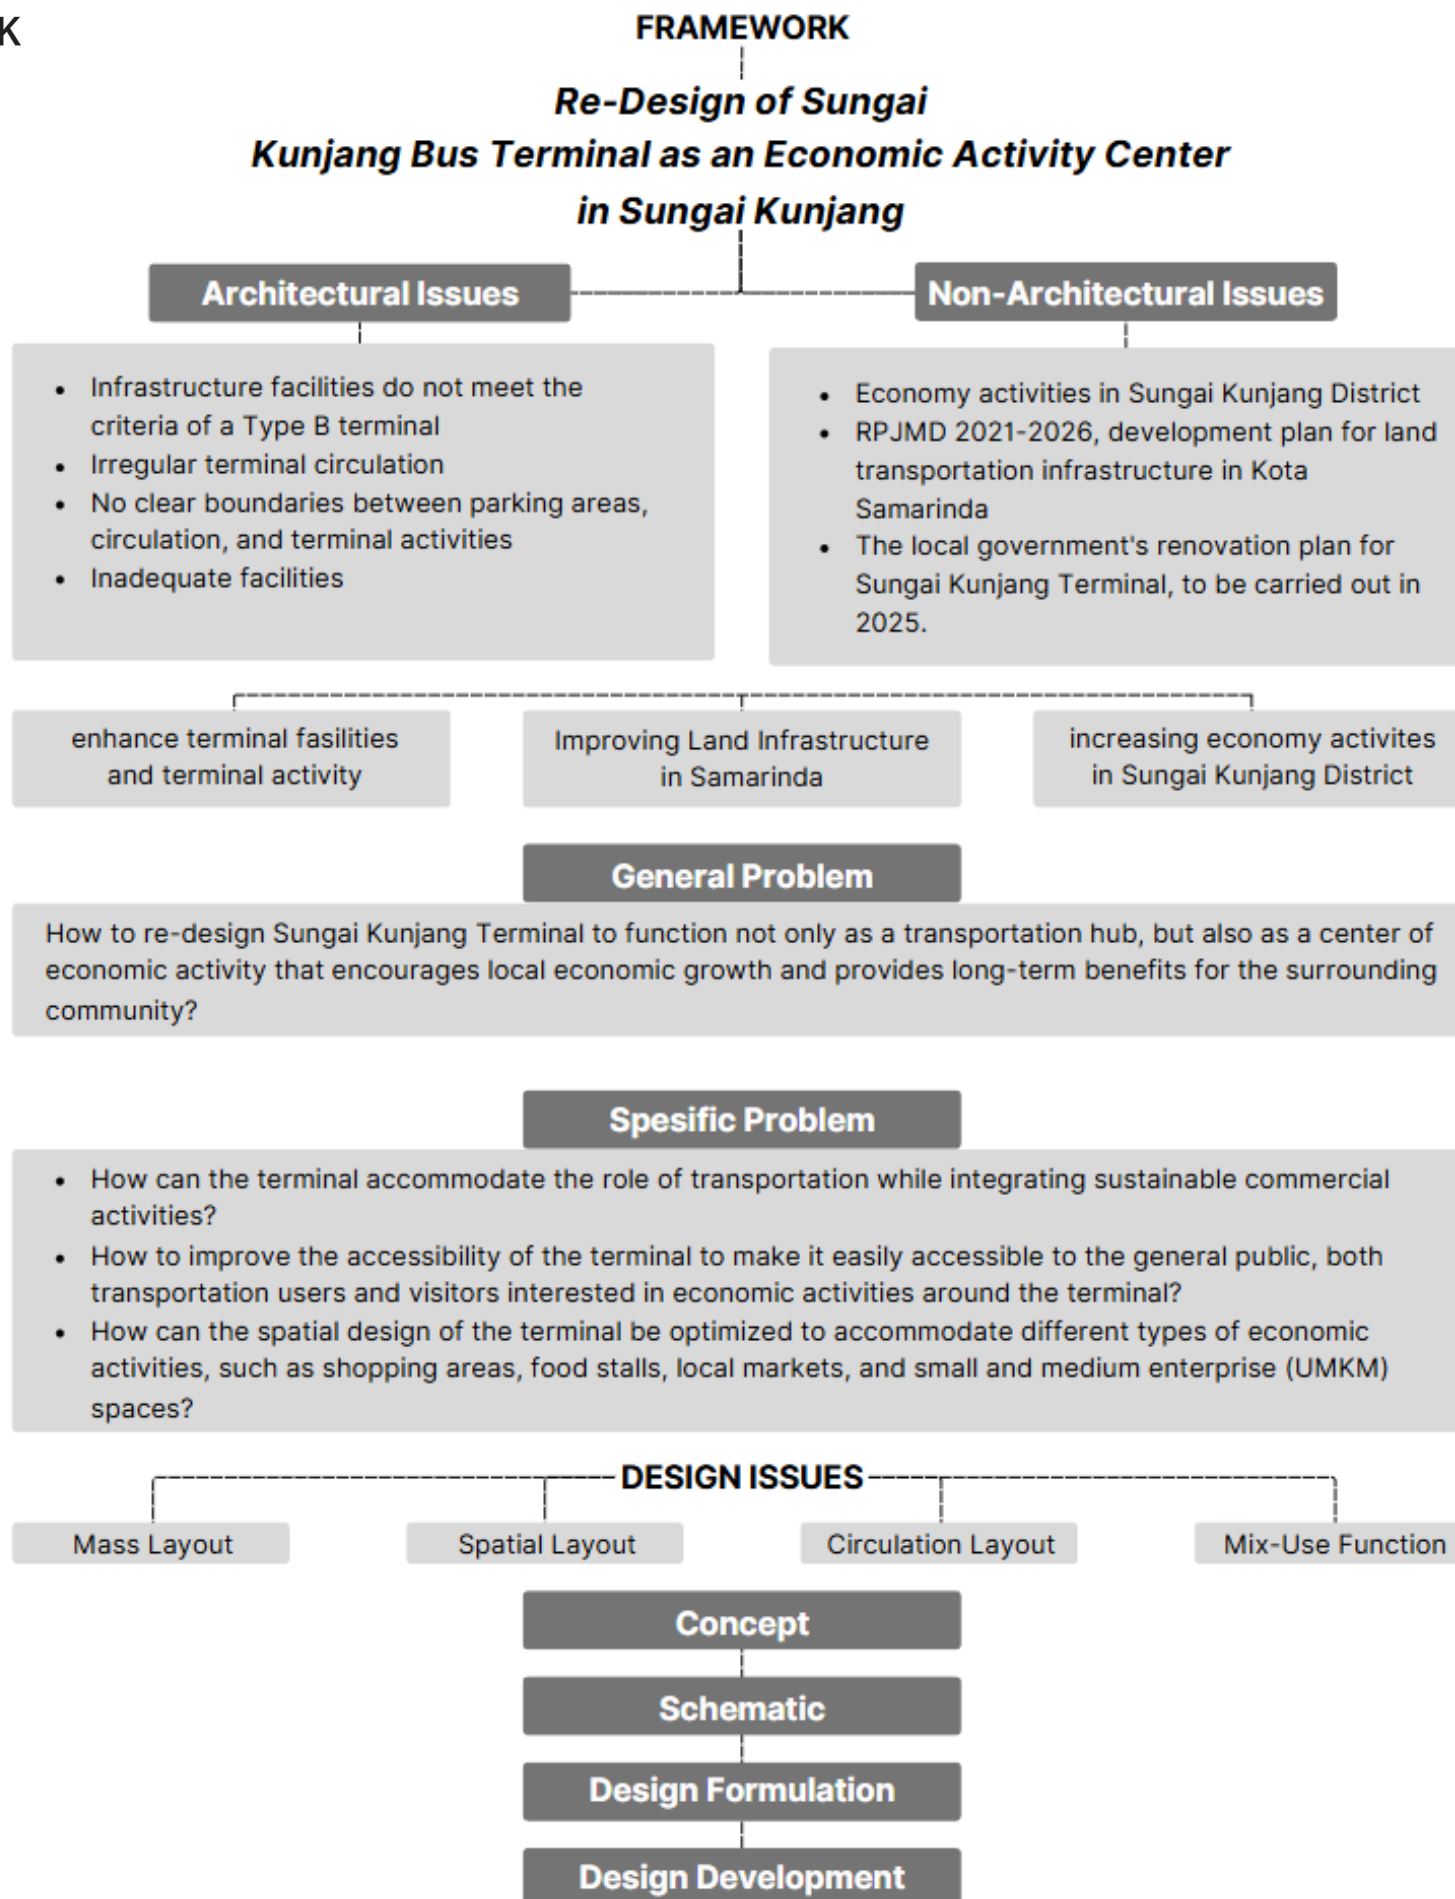 K
FRAMEWORK
Re-Design of Sungai
Kunjang Bus Terminal as an Economic Activity Center
in Sungai Kunjang
Architectural Issues
• Infrastructure facilities do not meet the
criteria of a Type B terminal
• Irregular terminal circulation
• No clear boundaries between parking areas,
circulation, and terminal activities
• Inadequate facilities
Non-Architectural Issues
• Economy activities in Sungai Kunjang District
• RPJMD 2021-2026, development plan for land
transportation infrastructure in Kota
Samarinda
• The local government's renovation plan for
Sungai Kunjang Terminal, to be carried out in
2025.
enhance terminal fasilities
and terminal activity
Improving Land Infrastructure
in Samarinda
increasing economy activites
in Sungai Kunjang District
General Problem
How to re-design Sungai Kunjang Terminal to function not only as a transportation hub, but also as a center of
economic activity that encourages local economic growth and provides long-term benefits for the surrounding
community?
Spesific Problem
• How can the terminal accommodate the role of transportation while integrating sustainable commercial
activities?
• How to improve the accessibility of the terminal to make it easily accessible to the general public, both
transportation users and visitors interested in economic activities around the terminal?
• How can the spatial design of the terminal be optimized to accommodate different types of economic
activities, such as shopping areas, food stalls, local markets, and small and medium enterprise (UMKM)
spaces?
DESIGN ISSUES
Mass Layout
Spatial Layout
Circulation Layout
Mix-Use Function
Concept
Schematic
Design Formulation
Design Development